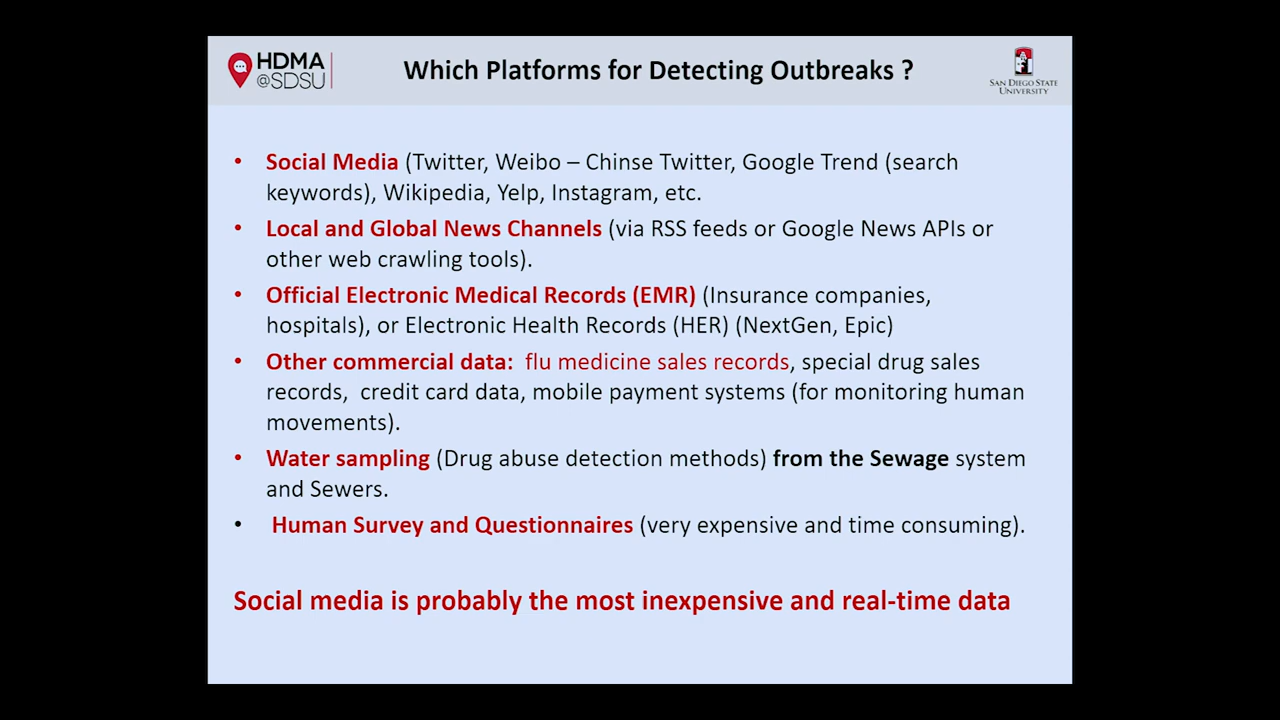 HDMA
@SDSU
Which Platforms for Detecting Outbreaks ?
SAN DIEGO STATE
UNIVERSITY
• Social Media (Twitter, Weibo – Chinse Twitter, Google Trend (search
keywords), Wikipedia, Yelp, Instagram, etc.
• Local and Global News Channels (via RSS feeds or Google News APIs or
other web crawling tools).
• Official Electronic Medical Records (EMR) (Insurance companies,
hospitals), or Electronic Health Records (HER) (NextGen, Epic)
• Other commercial data: flu medicine sales records, special drug sales
records, credit card data, mobile payment systems (for monitoring human
movements).
• Water sampling (Drug abuse detection methods) from the Sewage system
and Sewers.
• Human Survey and Questionnaires (very expensive and time consuming).
Social media is probably the most inexpensive and real-time data